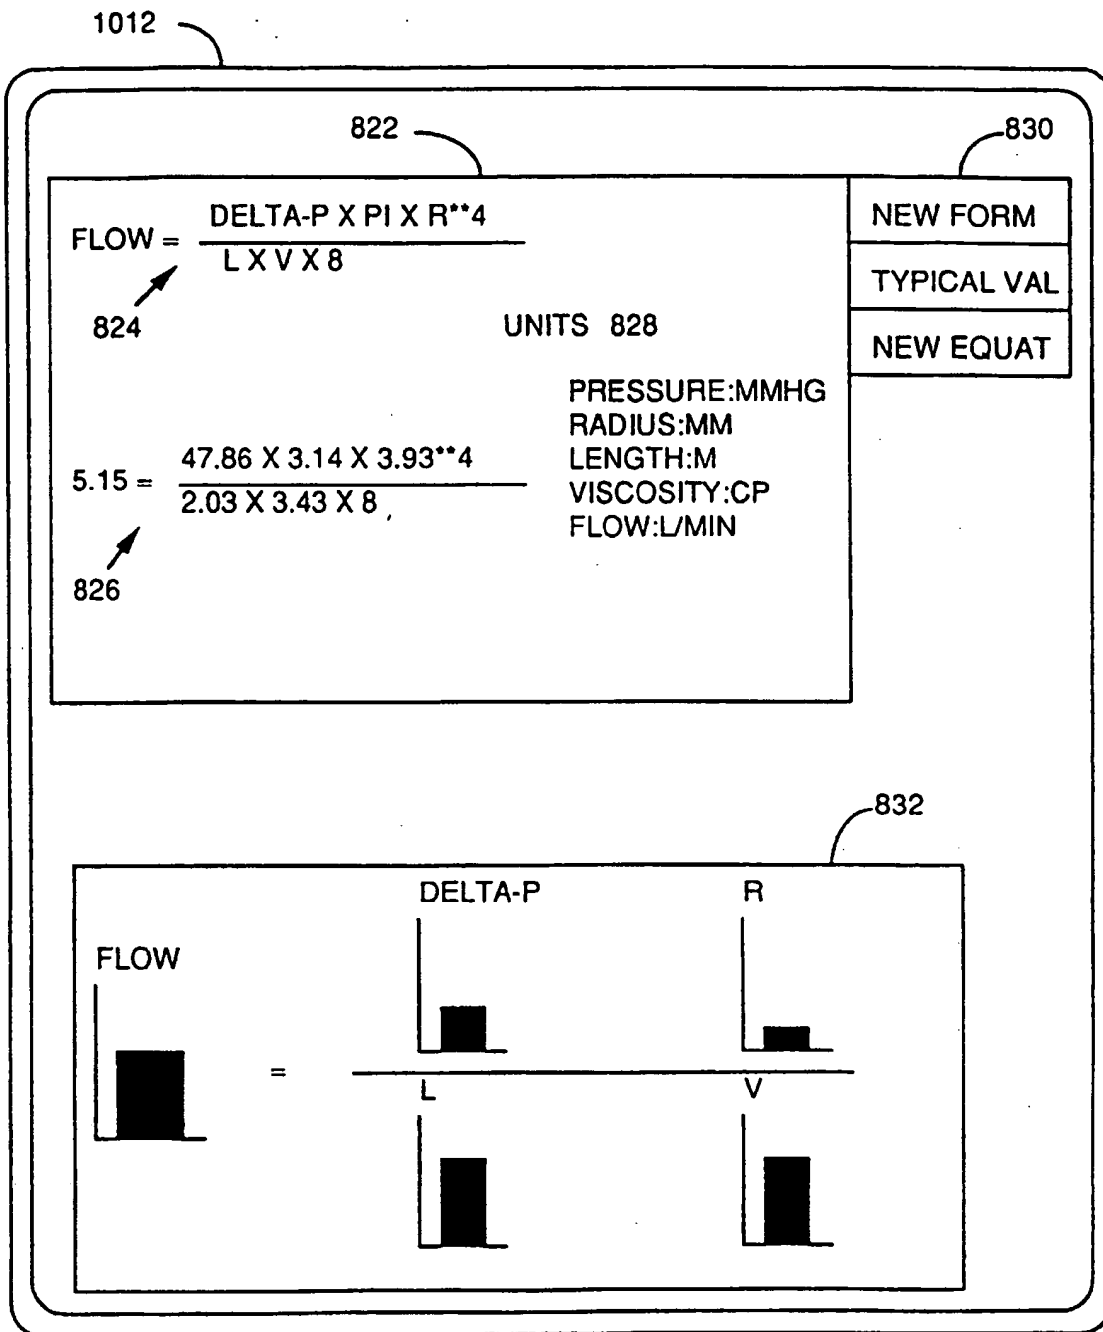 1012
822
830
FLOW = DELTA-P X PI X R**4
L X V X 8
824
NEW FORM
TYPICAL VAL
NEW EQUAT
UNITS 828
PRESSURE:MMHG
RADIUS:MM
LENGTH:M
VISCOSITY:CP
FLOW:L/MIN
5.15 = 47.86 X 3.14 X 3.93**4
2.03 X 3.43 X 8
826
832
FLOW
=
DELTA-P
R
L
V